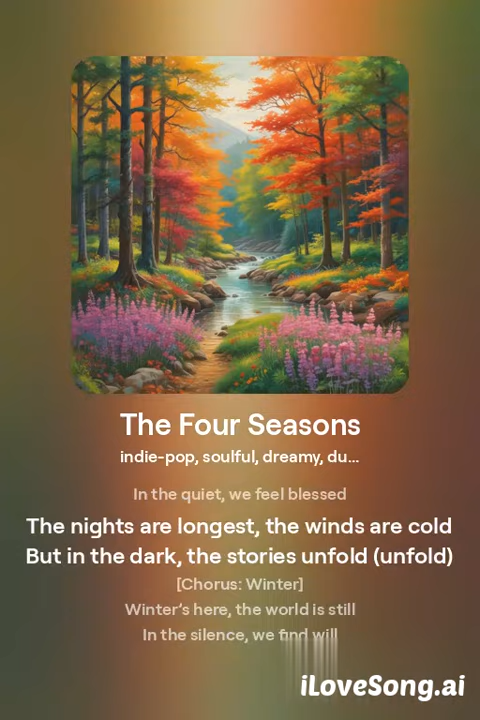 The Four Seasons
indie-pop, soulful, dreamy, du...
In the quiet, we feel blessed
The nights are longest, the winds are cold
But in the dark, the stories unfold (unfold)
[Chorus: Winter]
Winter's here, the world is still
In the silence, we find will
iLoveSong.ai